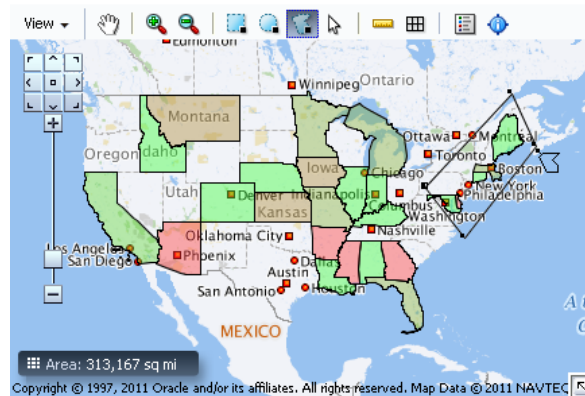 View
Edmonton
Winnipeg
Ontario
Montana
Ottawa
Montreal
Oregon
Idaho
Toronto
Iowa
Chicago
Boston
Utah
Denver
Indianapolis
Columbus
New York
Philadelphia
Kansas
Washington
Los Angeles
Oklahoma City
Nashville
San Diego
Phoenix
Dallas
Austin
San Antonio
Houston
MEXICO
Area: 313,167 sq mi
Copyright © 1997, 2011 Oracle and/or its affiliates. All rights reserved. Map Data © 2011 NAVTEC